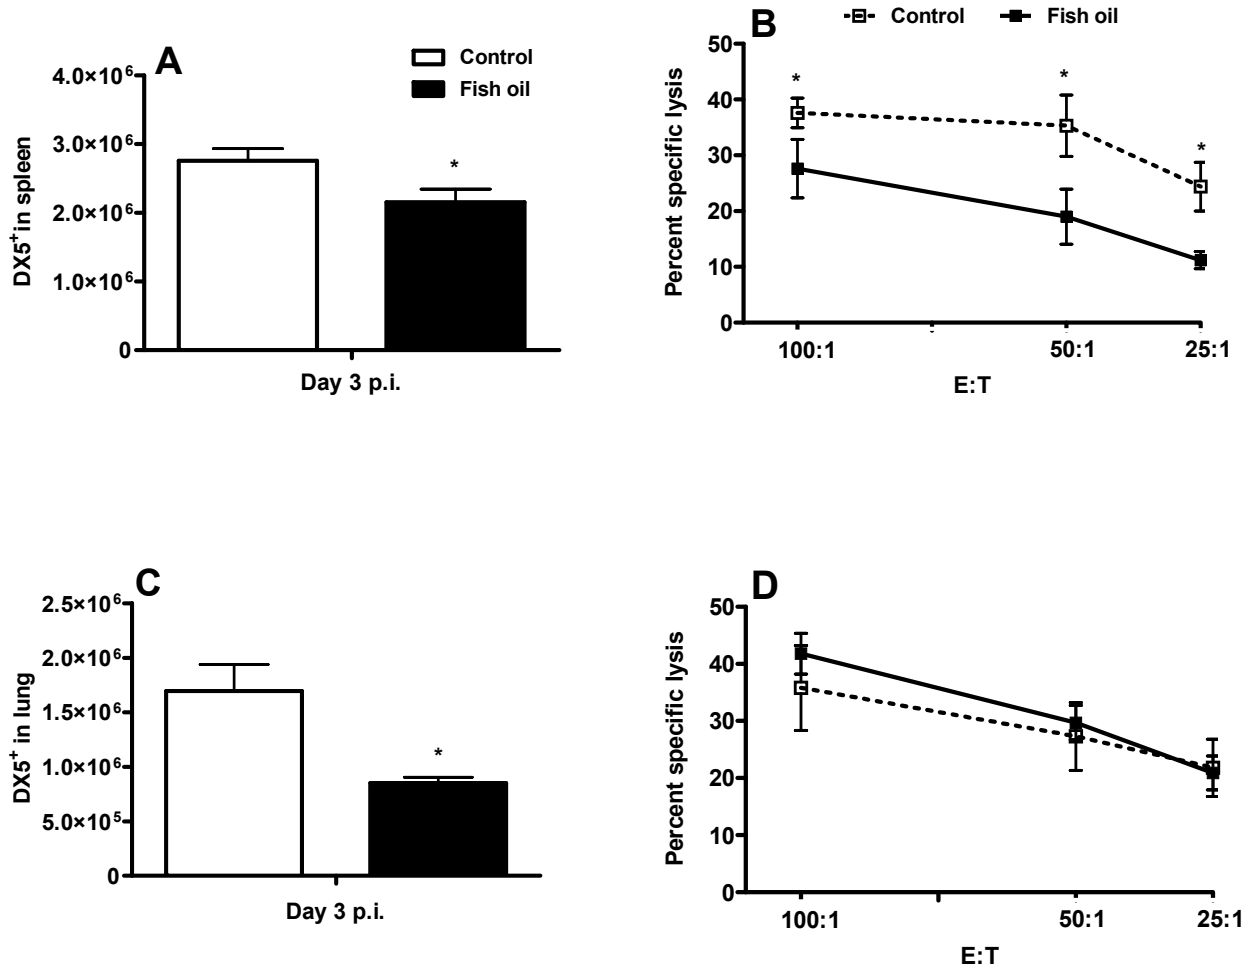 A
Control
Fish oil
4.0×10⁶
3.0×10⁶
2.0×10⁶
1.0×10⁶
0
DX5⁺in spleen
*
Day 3 p.i.
B
Control
Fish oil
50
40
30
20
10
0
Percent specific lysis
*
*
*
100:1
50:1
25:1
E:T
C
2.5×10⁶
2.0×10⁶
1.5×10⁶
1.0×10⁶
5.0×10⁵
0
DX5⁺ in lung
*
Day 3 p.i.
D
50
40
30
20
10
0
Percent specific lysis
100:1
50:1
25:1
E:T